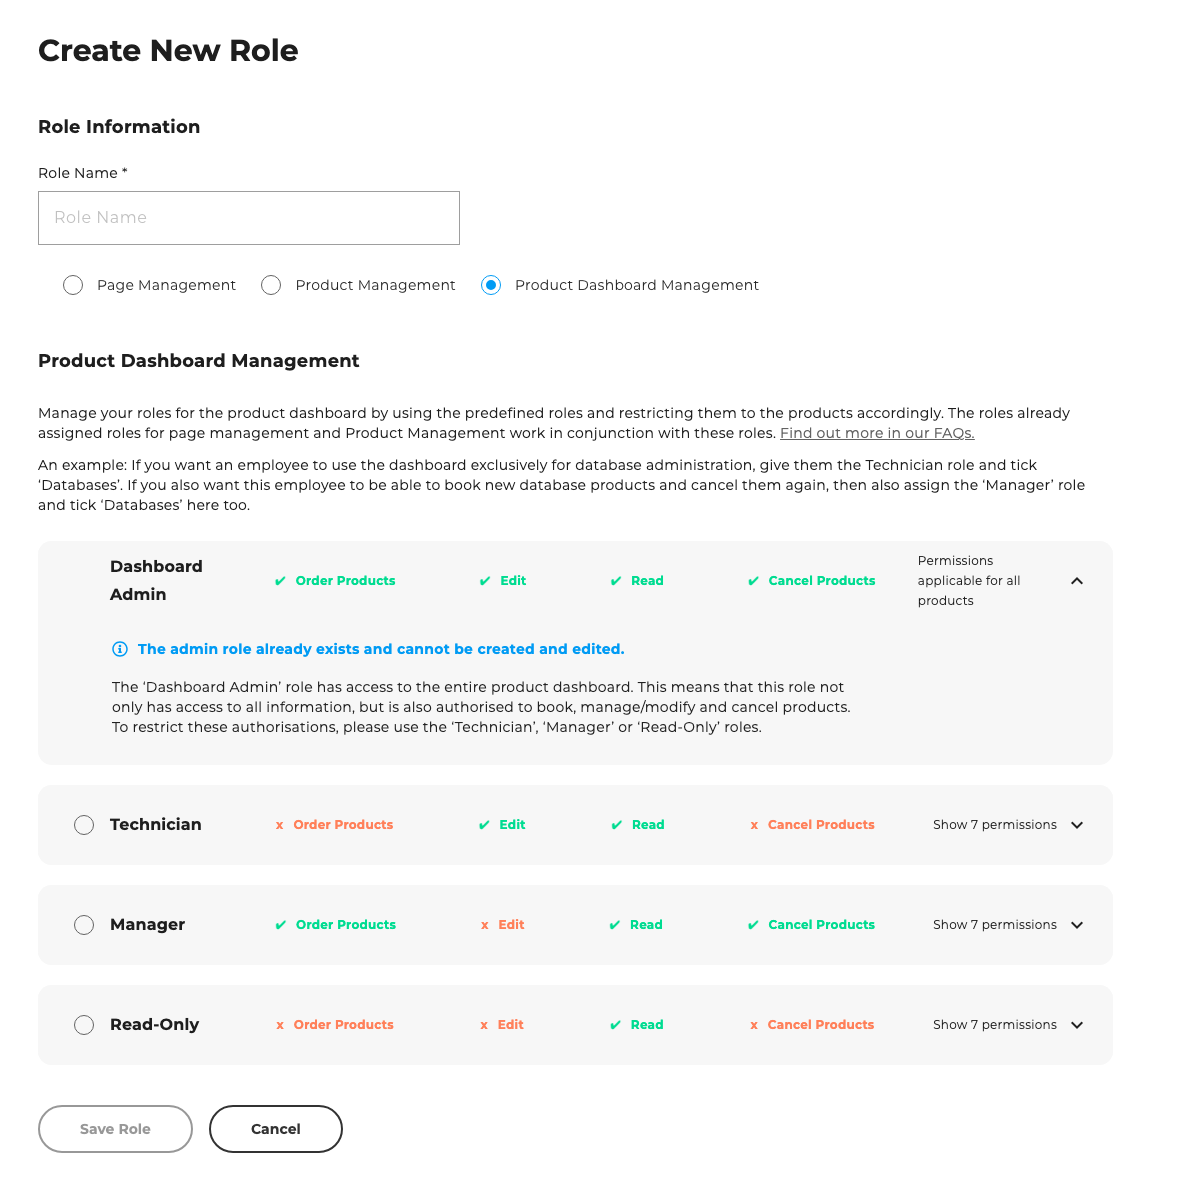 Create New Role
Role Information
Role Name *
Role Name
Page Management Product Management Product Dashboard Management
Product Dashboard Management
Manage your roles for the product dashboard by using the predefined roles and restricting them to the products accordingly. The roles already
assigned roles for page management and Product Management work in conjunction with these roles. Find out more in our FAQs.
An example: If you want an employee to use the dashboard exclusively for database administration, give them the Technician role and tick
‘Databases’. If you also want this employee to be able to book new database products and cancel them again, then also assign the ‘Manager’ role
and tick ‘Databases’ here too.
Dashboard
Admin
✔ Order Products ✔ Edit ✔ Read ✔ Cancel Products
Permissions
applicable for all
products
The admin role already exists and cannot be created and edited.
The ‘Dashboard Admin’ role has access to the entire product dashboard. This means that this role not
only has access to all information, but is also authorised to book, manage/modify and cancel products.
To restrict these authorisations, please use the ‘Technician’, ‘Manager’ or ‘Read-Only’ roles.
Technician x Order Products ✔ Edit ✔ Read x Cancel Products Show 7 permissions
Manager ✔ Order Products x Edit ✔ Read ✔ Cancel Products Show 7 permissions
Read-Only x Order Products x Edit ✔ Read x Cancel Products Show 7 permissions
Save Role Cancel